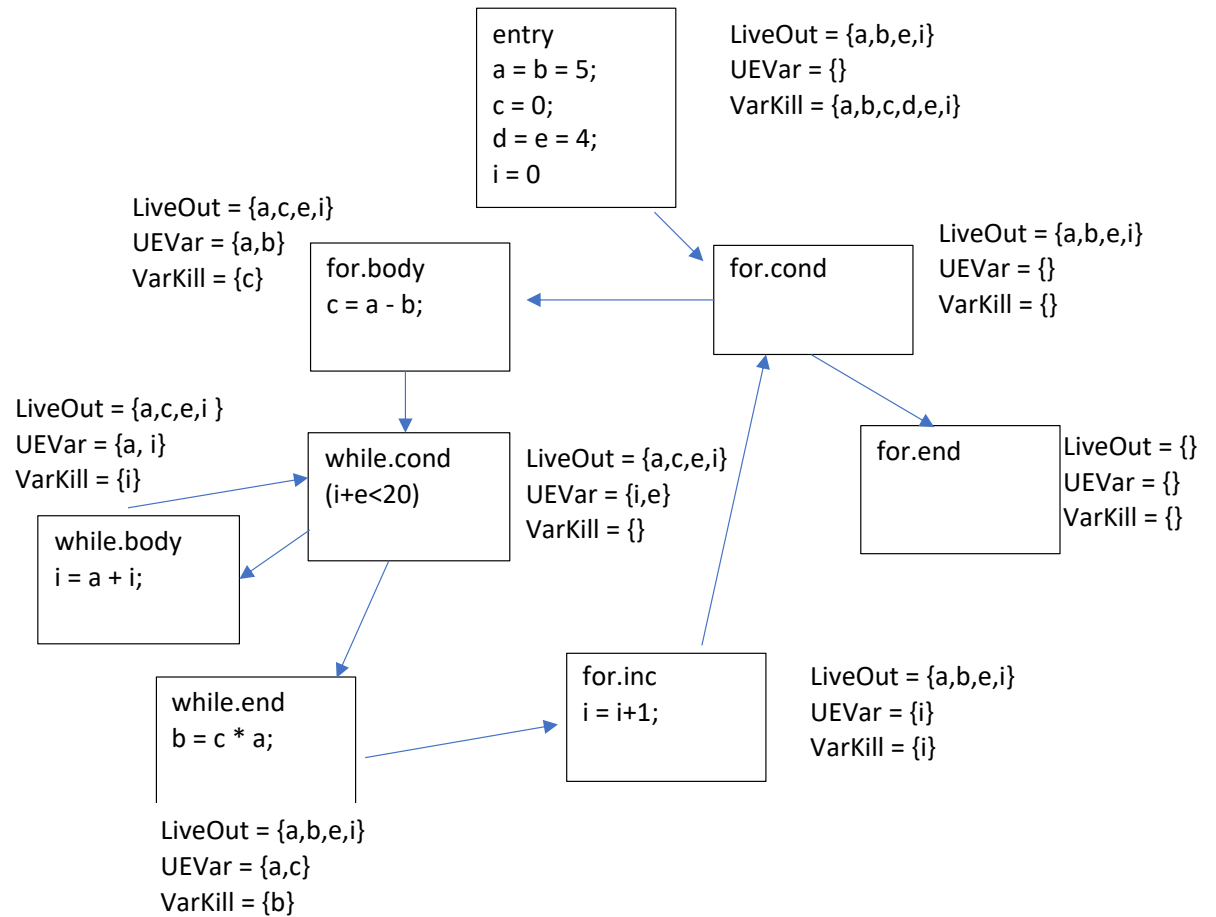 entry
a = b = 5;
c = 0;
d = e = 4;
i = 0
LiveOut = {a,b,e,i}
UEVar = {}
VarKill = {a,b,c,d,e,i}
LiveOut = {a,c,e,i}
UEVar = {a,b}
VarKill = {c}
for.body
c = a - b;
for.cond
LiveOut = {a,b,e,i}
UEVar = {}
VarKill = {}
LiveOut = {a,c,e,i }
UEVar = {a, i}
VarKill = {i}
while.cond
(i+e<20)
LiveOut = {a,c,e,i}
UEVar = {i,e}
VarKill = {}
for.end
LiveOut = {}
UEVar = {}
VarKill = {}
while.body
i = a + i;
while.end
b = c * a;
for.inc
i = i+1;
LiveOut = {a,b,e,i}
UEVar = {i}
VarKill = {i}
LiveOut = {a,b,e,i}
UEVar = {a,c}
VarKill = {b}